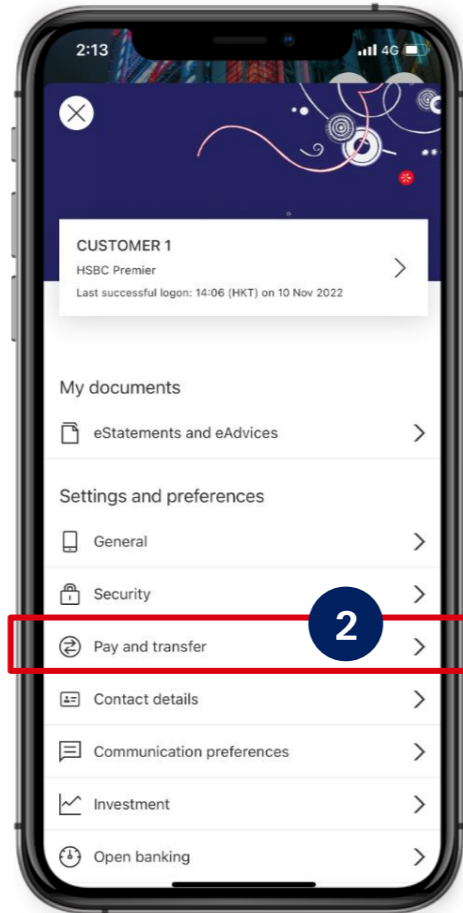 2:13
4G
CUSTOMER 1
HSBC Premier
Last successful logon: 14:06 (HKT) on 10 Nov 2022
My documents
eStatements and eAdvices
Settings and preferences
General
Security
2
Pay and transfer
Contact details
Communication preferences
Investment
Open banking